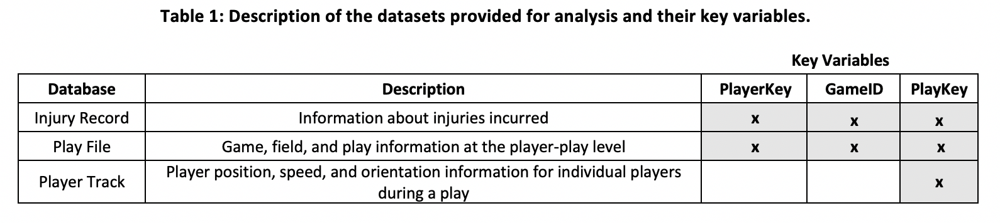 Table 1: Description of the datasets provided for analysis and their key variables.
Key Variables
Database Description PlayerKey GameID PlayKey
Injury Record Information about injuries incurred x x x
Play File Game, field, and play information at the player-play level x x x
Player Track Player position, speed, and orientation information for individual players
during a play x